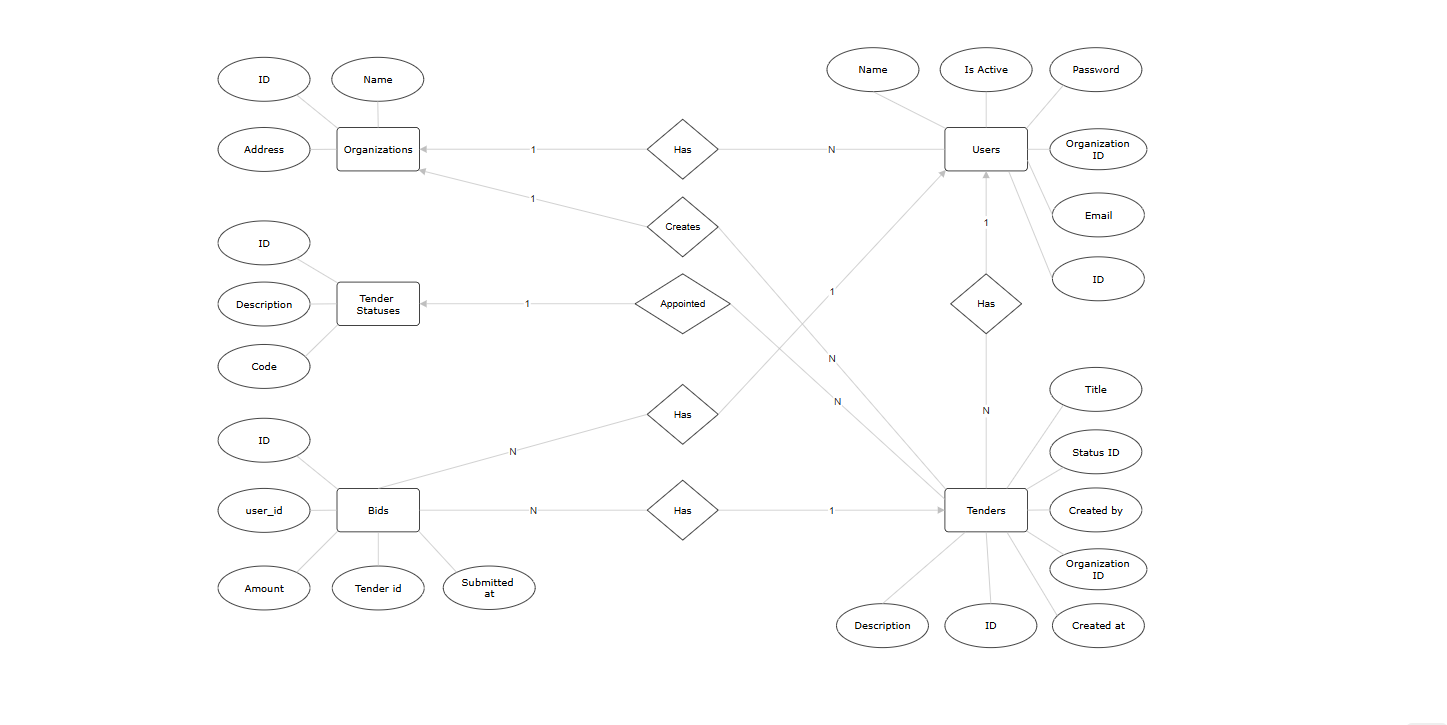 Name
Is Active
Password
ID
Name
Address
Organizations
1
Has
N
Users
Organization
ID
1
Creates
Email
1
ID
Description
Tender
Statuses
1
Appointed
1
Has
ID
Code
N
N
Has
N
Title
ID
N
Status ID
user_id
Bids
N
Has
1
Tenders
Created by
Organization
ID
Amount
Tender id
Submitted
at
Description
ID
Created at